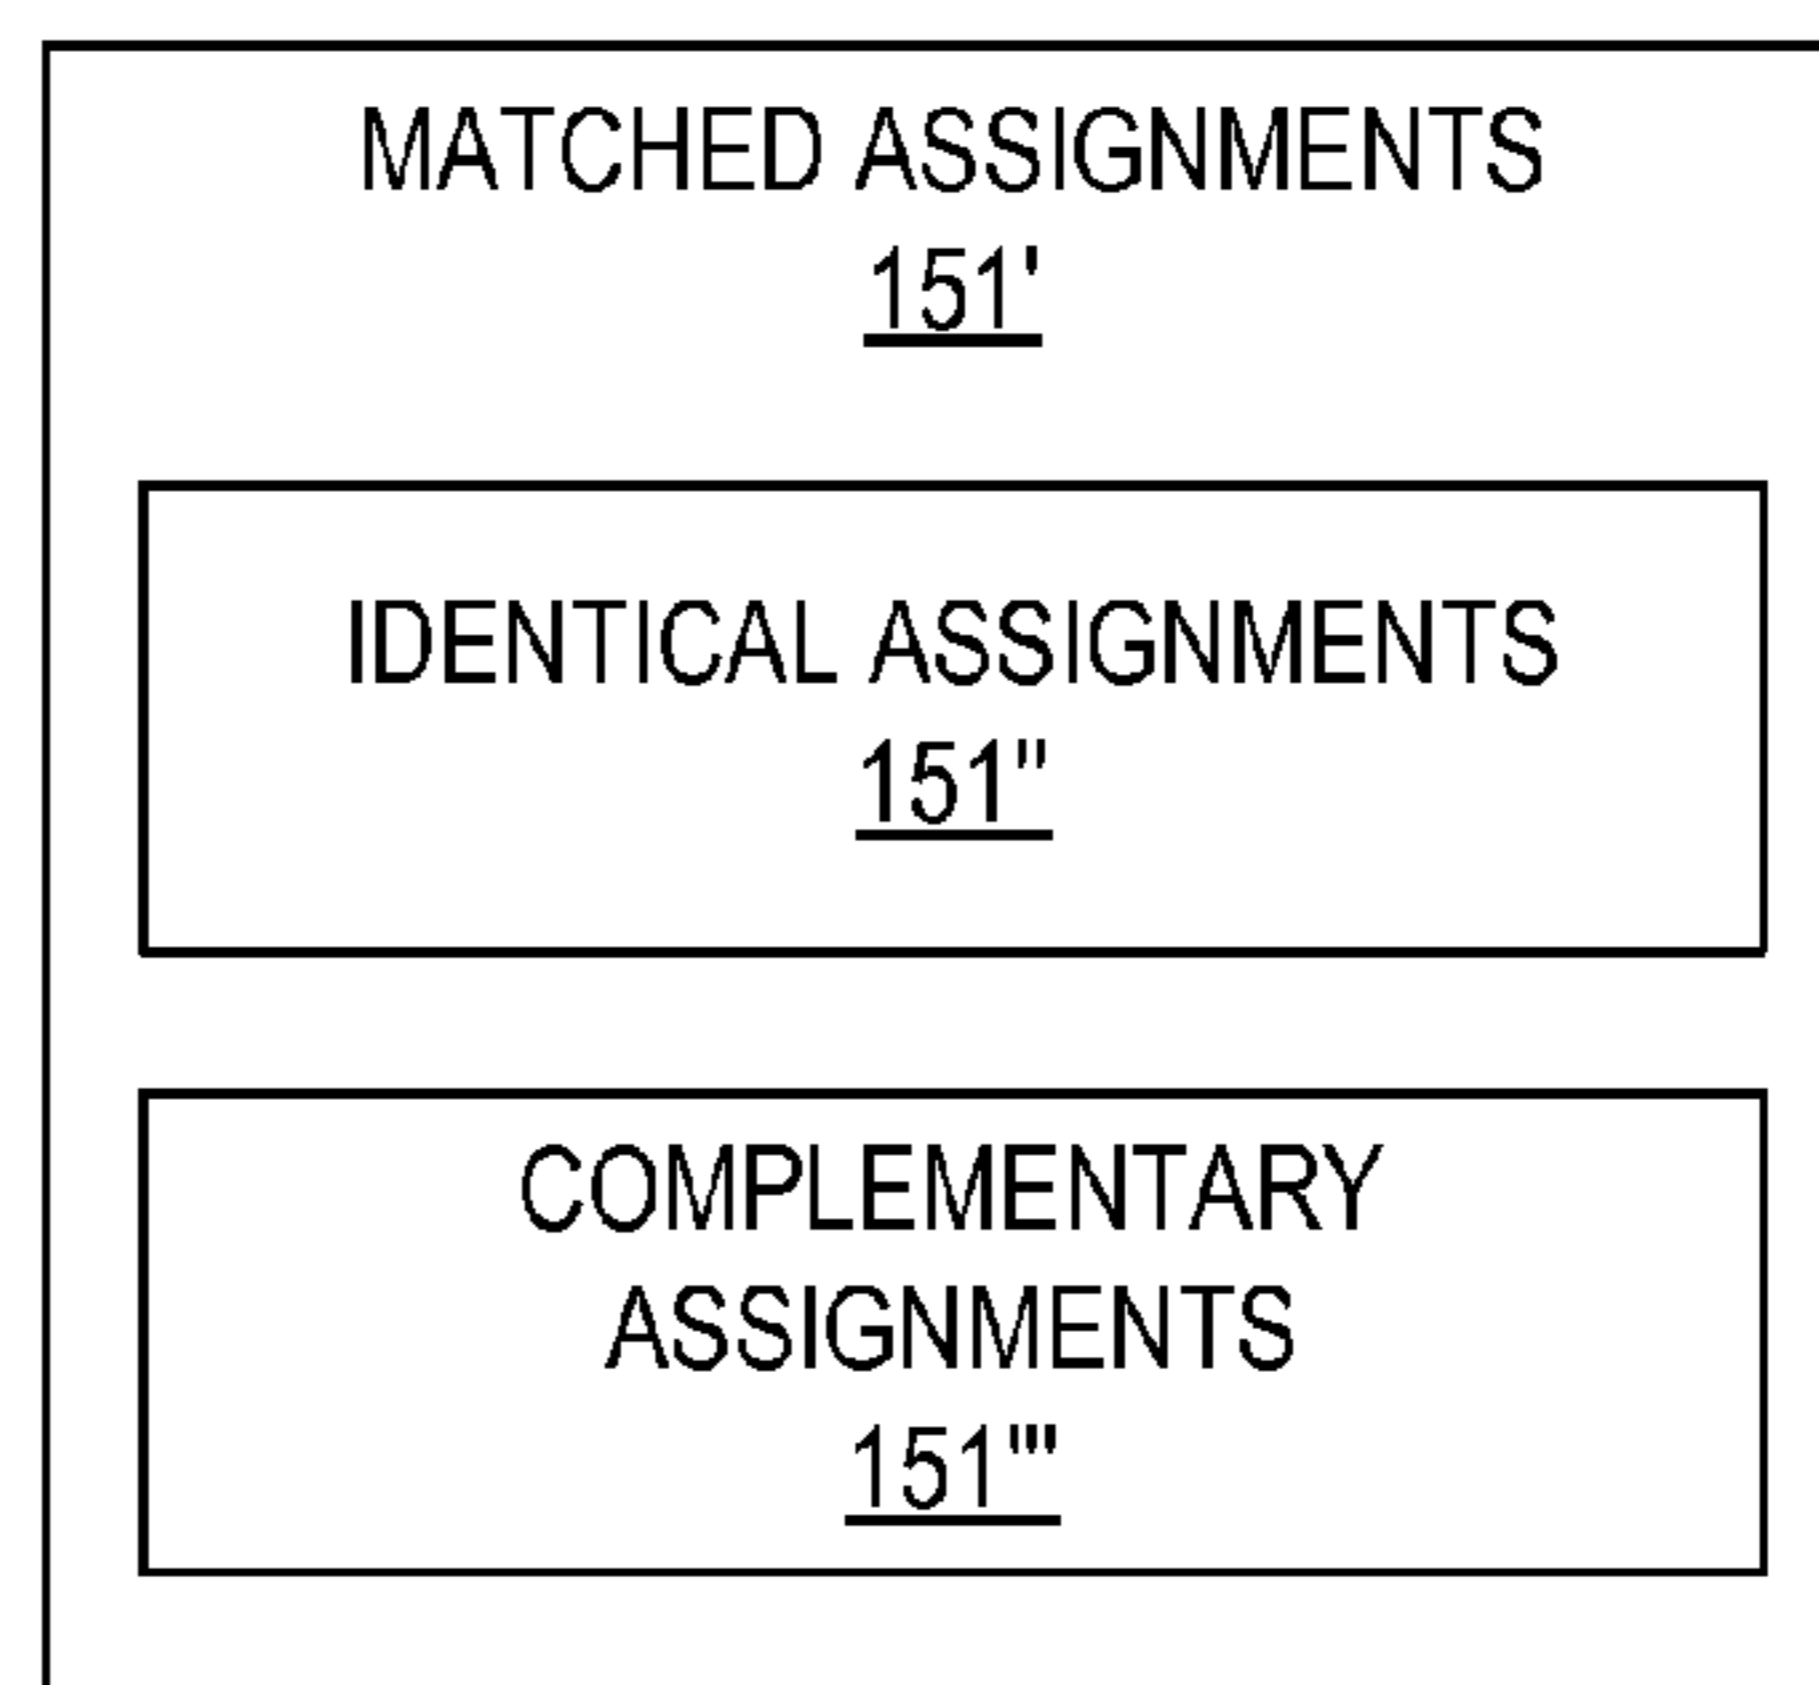 MATCHED ASSIGNMENTS
151'
IDENTICAL ASSIGNMENTS
151"
COMPLEMENTARY
ASSIGNMENTS
151'"